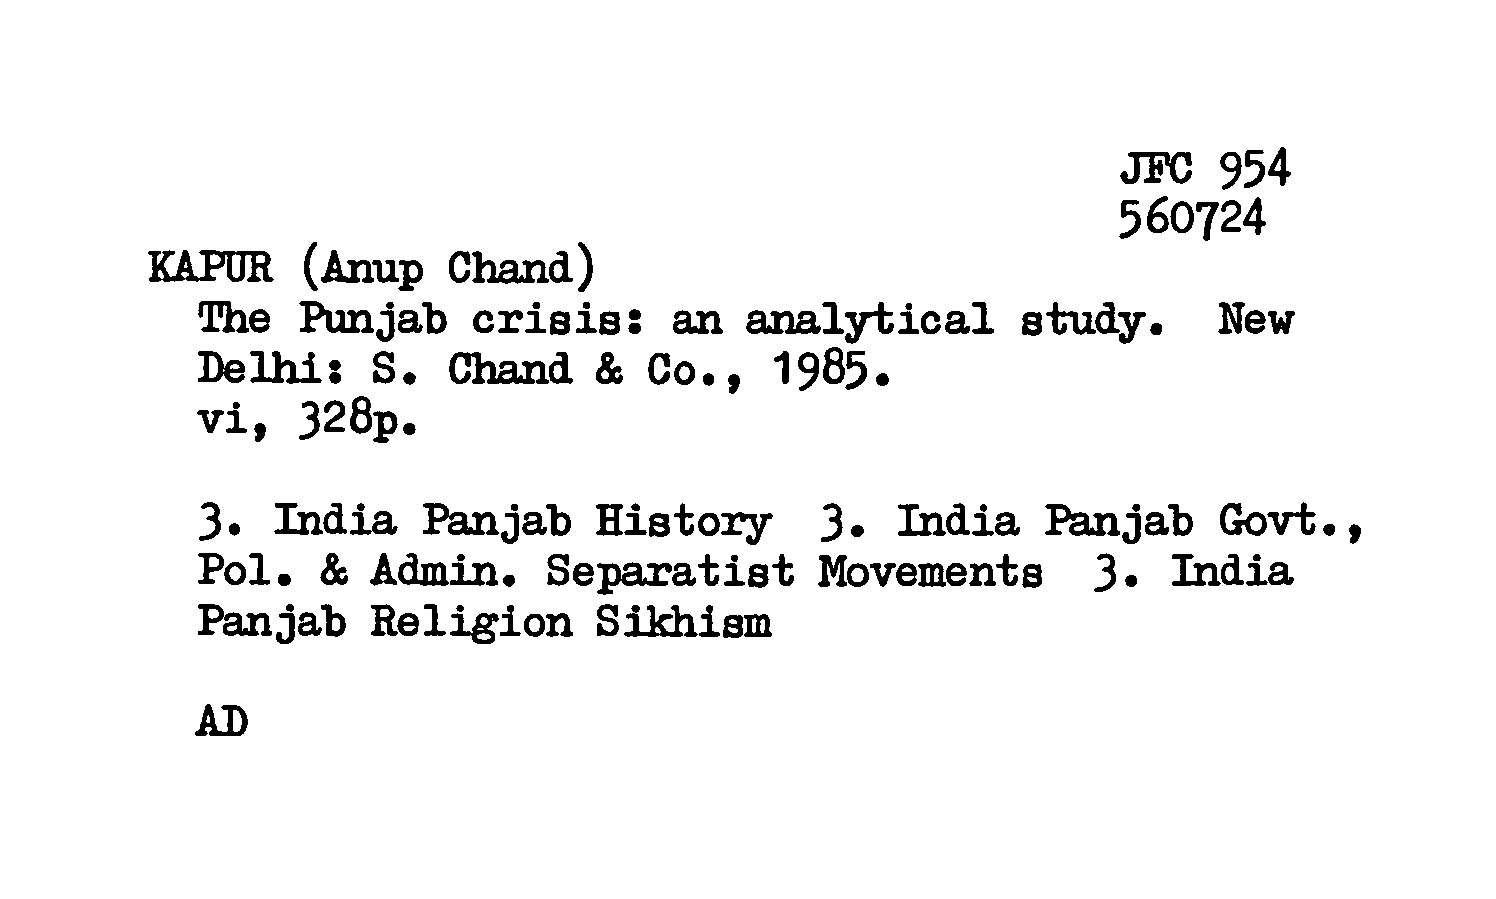 JFC 954
560724
KAPUR (Anup Chand)
The Punjab crisis: an analytical study. New
Delhi: S. Chand & Co., 1985.
vi, 328p.
3. India Panjab History 3. India Panjab Govt.,
Pol. & Admin. Separatist Movements 3. India
Panjab Religion Sikhism
AD